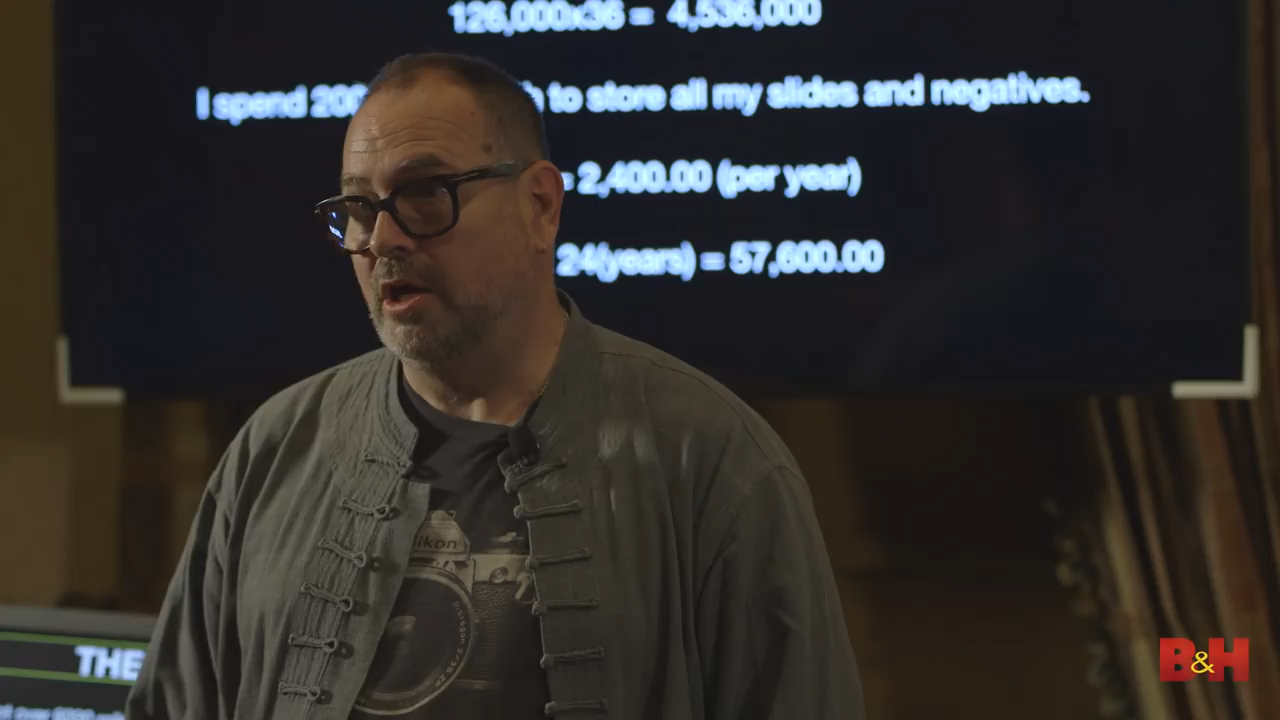 126,000x36 = 4,536,000
I spend 200 h to store all my slides and negatives.
= 2,400.00 (per year)
24(years) = 57,600.00
ikon
THE
B&H